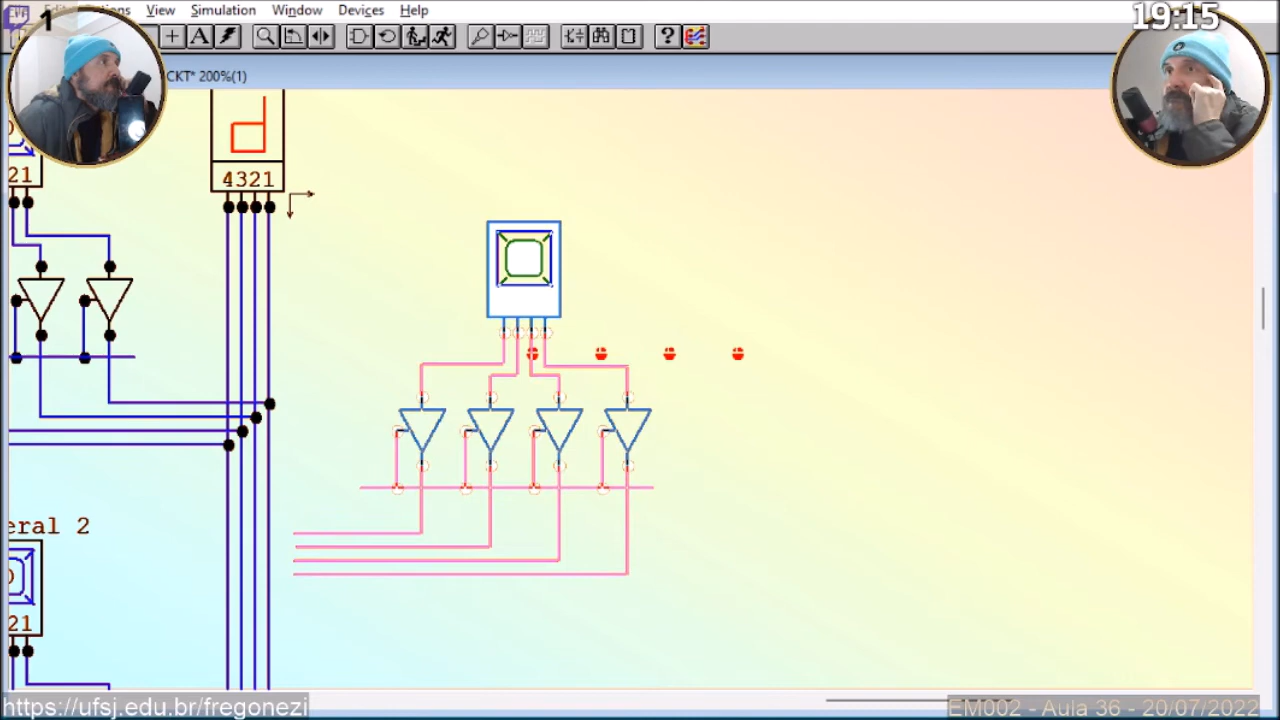 1
19:15
View Simulation Window Devices Help
A
?
CKT* 200%(1)
21
4321
eral 2
21
https://ufsj.edu.br/fregonezi
EM002 - Aula 36 - 20/07/2022